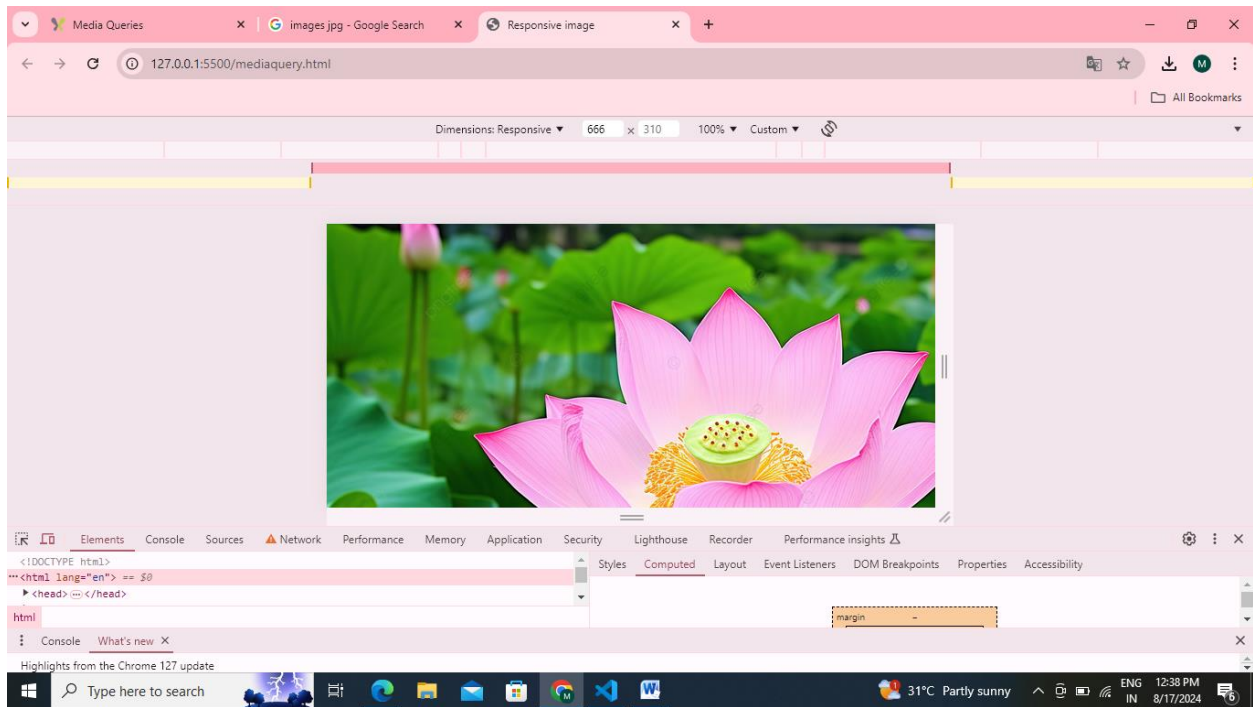 Media Queries
images jpg - Google Search
Responsive image
127.0.0.1:5500/mediaquery.html
M
All Bookmarks
Dimensions: Responsive 666 x 310 100% Custom
Elements Console Sources Network Performance Memory Application Security Lighthouse Recorder Performance insights
<!DOCTYPE html>
<html lang="en"> == $0
<head> … </head>
html
Styles Computed Layout Event Listeners DOM Breakpoints Properties Accessibility
margin -
Console What's new
Highlights from the Chrome 127 update
Type here to search
31°C Partly sunny
ENG
IN
12:38 PM
8/17/2024
6